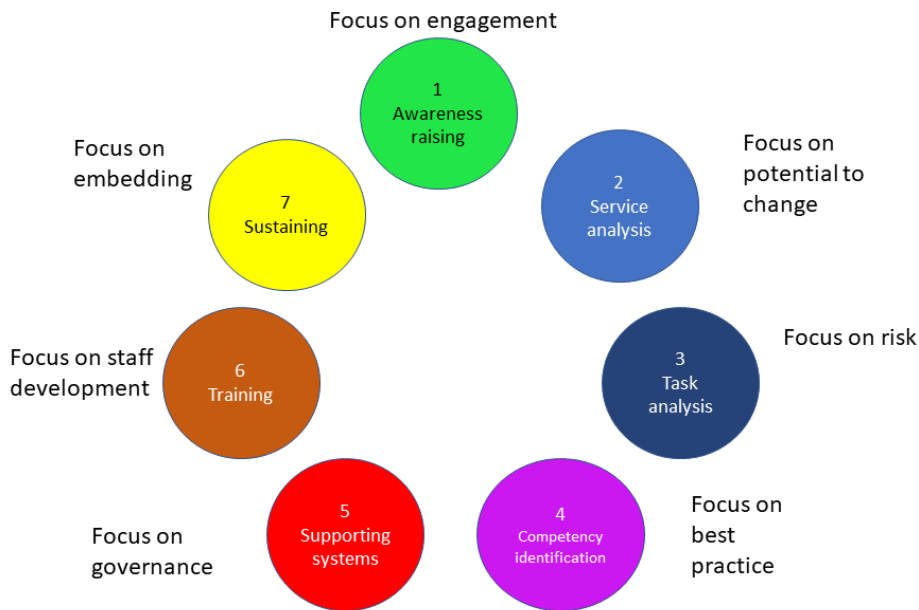 Focus on engagement
1
Awareness
raising
Focus on
potential to
change
2
Service
analysis
Focus on risk
3
Task
analysis
Focus on
best
practice
4
Competency
identification
5
Supporting
systems
Focus on
governance
6
Training
Focus on staff
development
7
Sustaining
Focus on
embedding